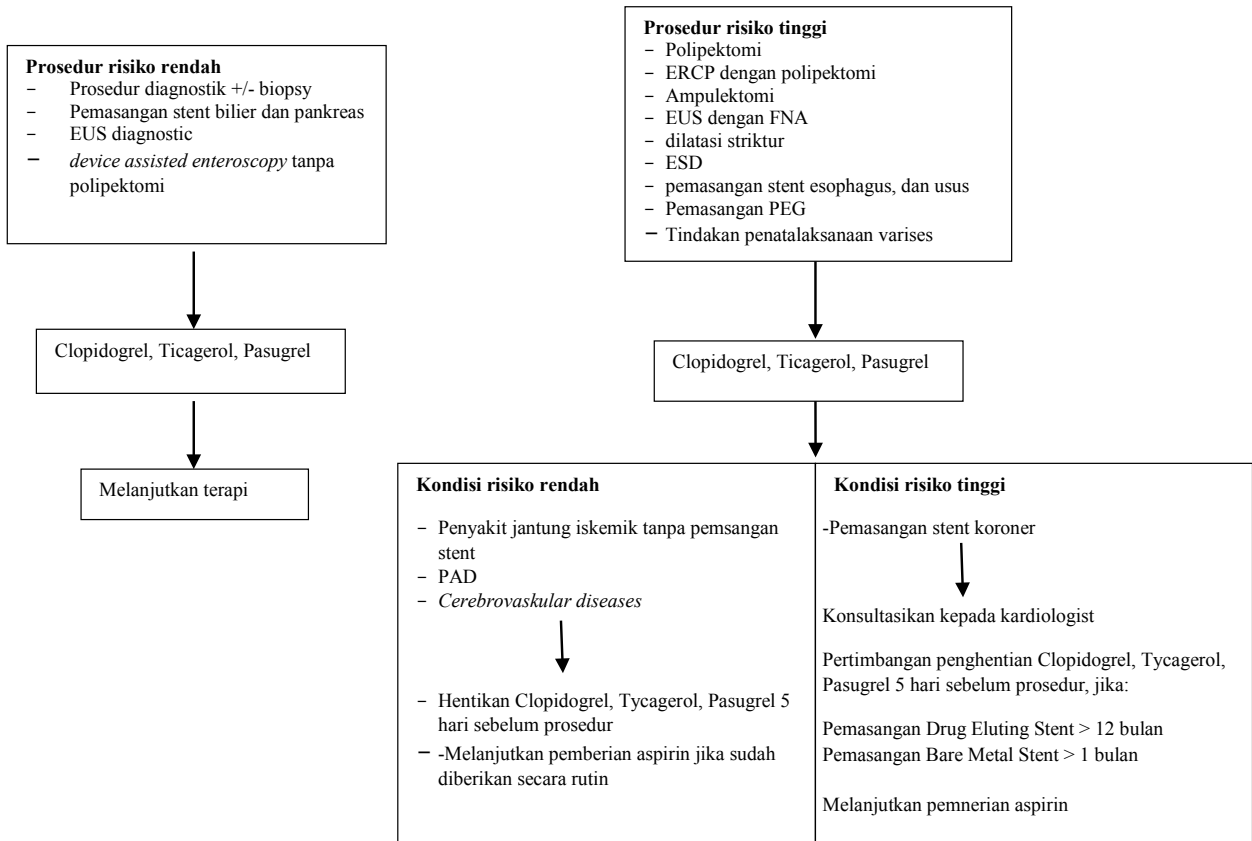 Prosedur risiko rendah
– Prosedur diagnostik +/- biopsy
– Pemasangan stent bilier dan pankreas
– EUS diagnostic
– device assisted enteroscopy tanpa
polipektomi
Clopidogrel, Ticagerol, Pasugrel
Melanjutkan terapi
Prosedur risiko tinggi
– Polipektomi
– ERCP dengan polipektomi
– Ampulektomi
– EUS dengan FNA
– dilatasi striktur
– ESD
– pemasangan stent esophagus, dan usus
– Pemasangan PEG
– Tindakan penatalaksanaan varises
Clopidogrel, Ticagerol, Pasugrel
Kondisi risiko rendah
– Penyakit jantung iskemik tanpa pemsangan
stent
– PAD
– Cerebrovaskular diseases
– Hentikan Clopidogrel, Tycagerol, Pasugrel 5
hari sebelum prosedur
– -Melanjutkan pemberian aspirin jika sudah
diberikan secara rutin
Kondisi risiko tinggi
-Pemasangan stent koroner
Konsultasikan kepada kardiologist
Pertimbangan penghentian Clopidogrel, Tycagerol,
Pasugrel 5 hari sebelum prosedur, jika:
Pemasangan Drug Eluting Stent > 12 bulan
Pemasangan Bare Metal Stent > 1 bulan
Melanjutkan pemnerian aspirin